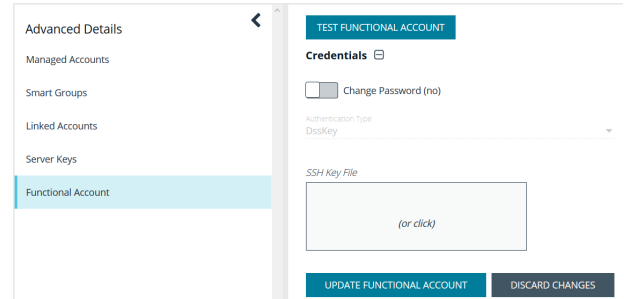 Advanced Details
Managed Accounts
Smart Groups
Linked Accounts
Server Keys
Functional Account
TEST FUNCTIONAL ACCOUNT
Credentials
Change Password (no)
Authentication Type
DssKey
SSH Key File
(or click)
UPDATE FUNCTIONAL ACCOUNT
DISCARD CHANGES